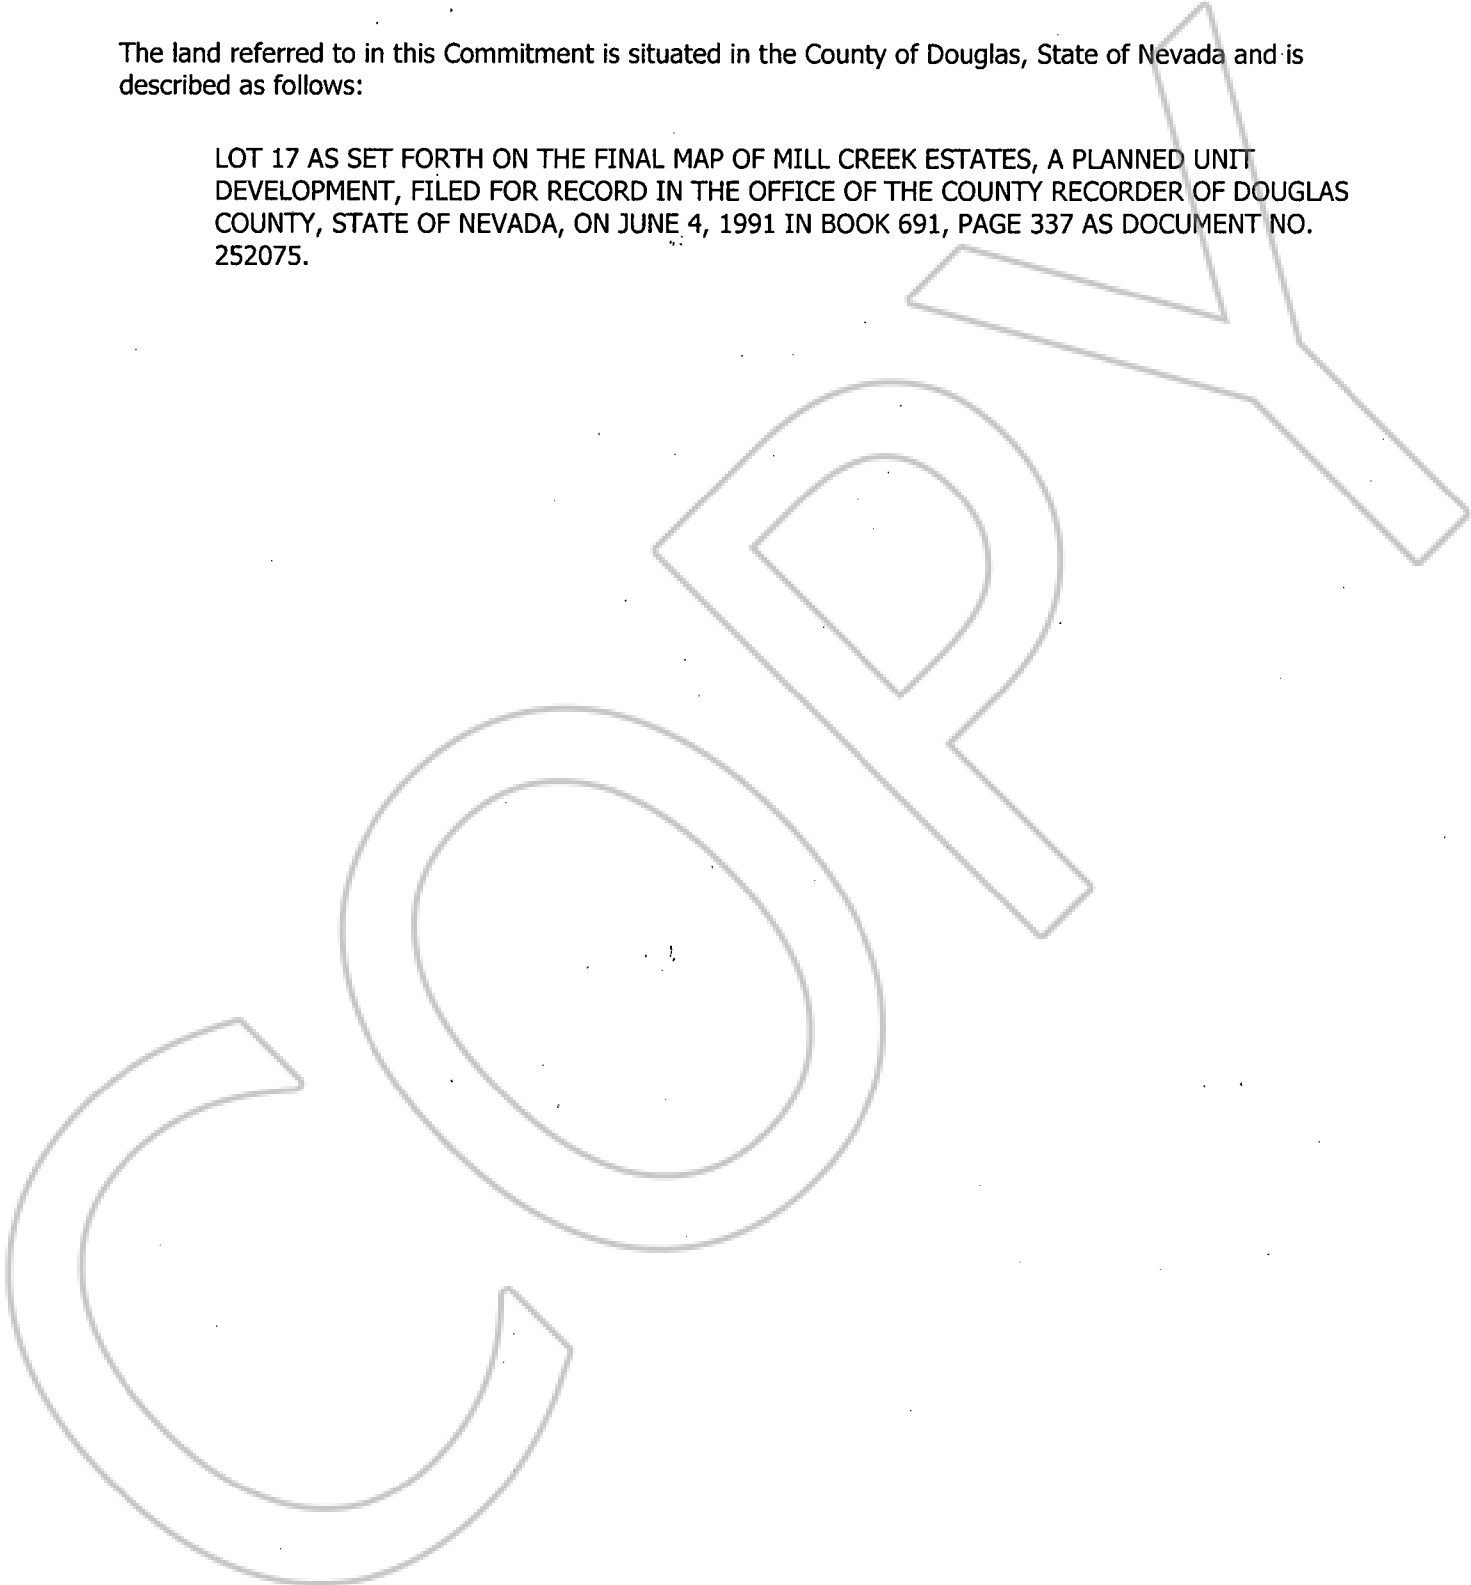 The land referred to in this Commitment is situated in the County of Douglas, State of Nevada and is
described as follows:
LOT 17 AS SET FORTH ON THE FINAL MAP OF MILL CREEK ESTATES, A PLANNED UNIT
DEVELOPMENT, FILED FOR RECORD IN THE OFFICE OF THE COUNTY RECORDER OF DOUGLAS
COUNTY, STATE OF NEVADA, ON JUNE 4, 1991 IN BOOK 691, PAGE 337 AS DOCUMENT NO.
252075.
COPY